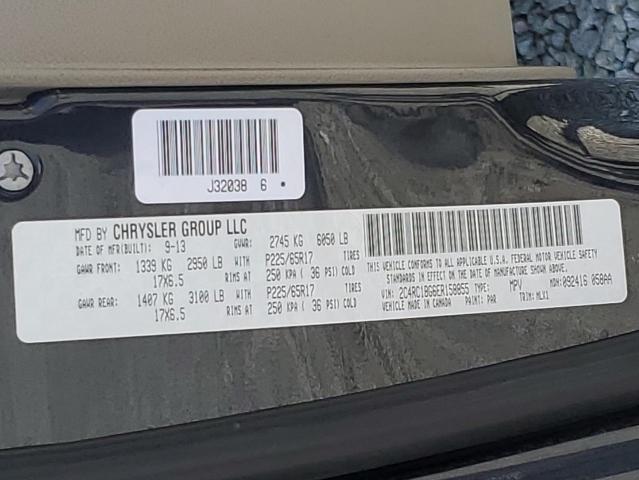 J32038 6 •
MFD BY CHRYSLER GROUP LLC
DATE OF MFR(BUILT): 9-13 GVWR: 2745 KG 6050 LB
GAWR FRONT: 1339 KG 2950 LB WITH P225/65R17 TIRES
17X6.5 RIMS AT 250 KPA ( 36 PSI) COLD
GAWR REAR: 1407 KG 3100 LB WITH P225/65R17 TIRES
17X6.5 RIMS AT 250 KPA ( 36 PSI) COLD
THIS VEHICLE CONFORMS TO ALL APPLICABLE U.S.A. FEDERAL MOTOR VEHICLE SAFETY
STANDARDS IN EFFECT ON THE DATE OF MANUFACTURE SHOWN ABOVE.
VIN: 2C4RC1BG6ER158855 TYPE: MPV MDH: 092416 058AA
VEHICLE MADE IN CANADA PAINT: PAR TRIM: MLX1